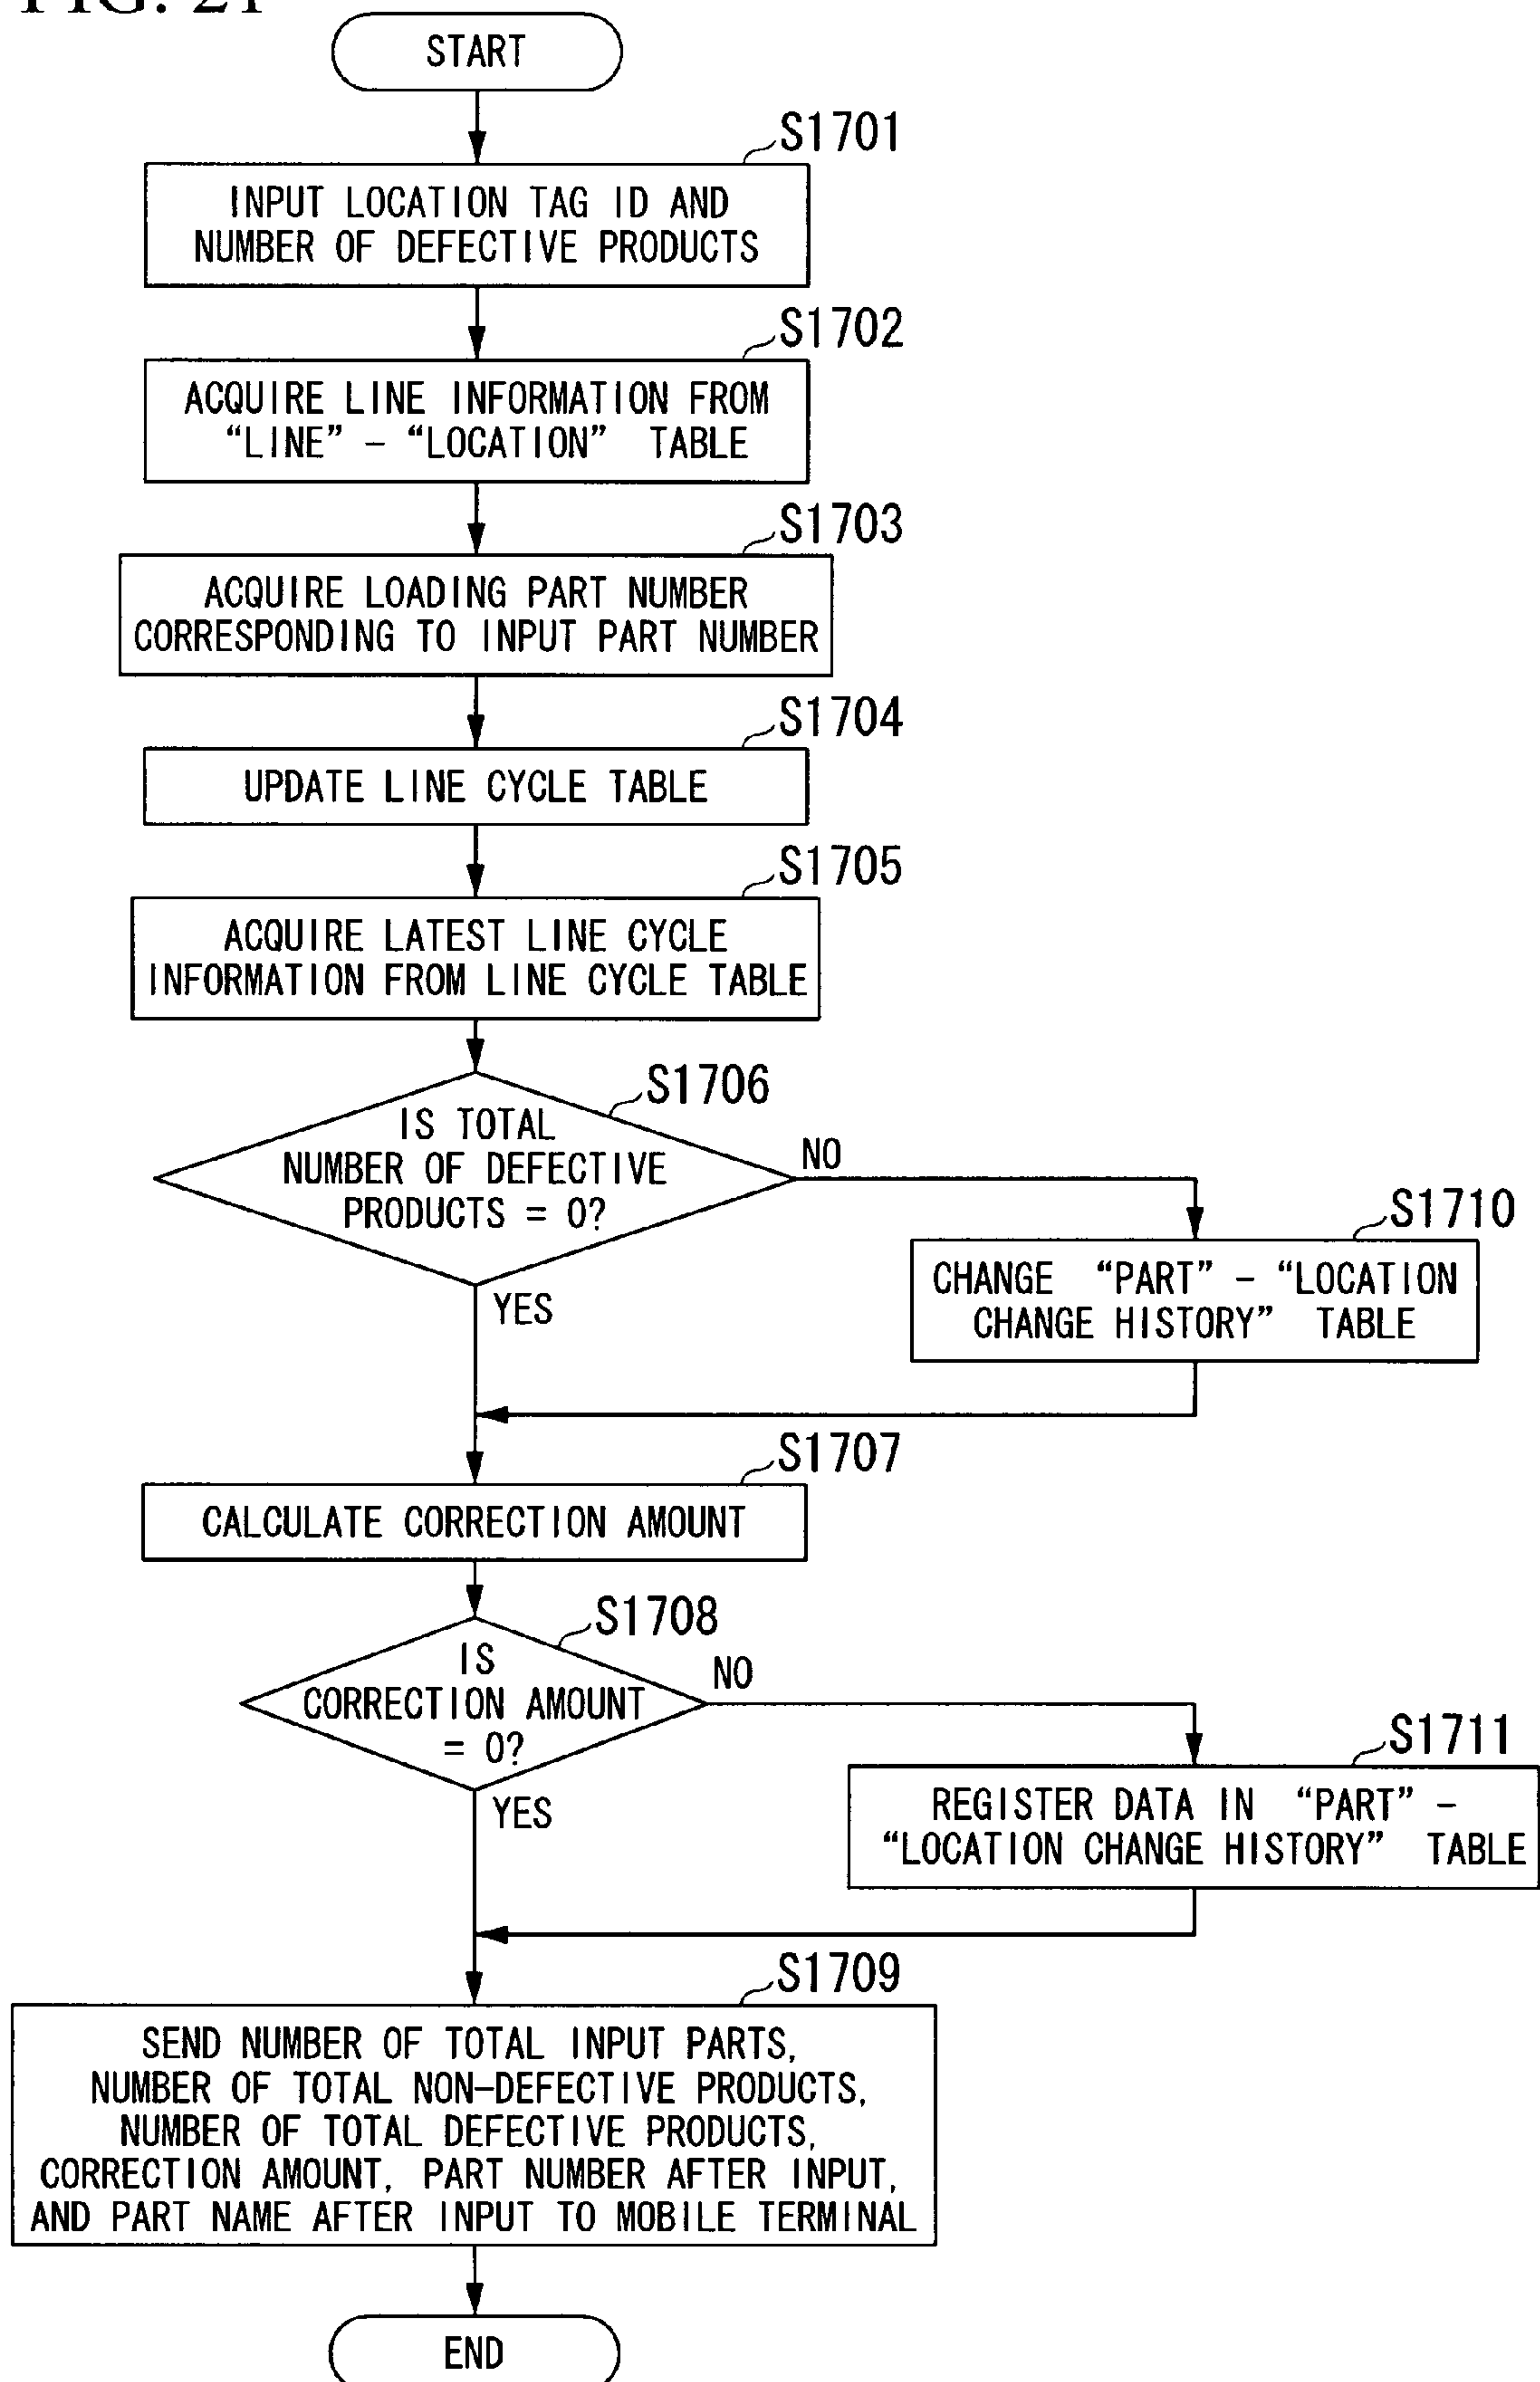 START
S1701
INPUT LOCATION TAG ID AND
NUMBER OF DEFECTIVE PRODUCTS
S1702
ACQUIRE LINE INFORMATION FROM
“LINE” – “LOCATION” TABLE
S1703
ACQUIRE LOADING PART NUMBER
CORRESPONDING TO INPUT PART NUMBER
S1704
UPDATE LINE CYCLE TABLE
S1705
ACQUIRE LATEST LINE CYCLE
INFORMATION FROM LINE CYCLE TABLE
S1706
IS TOTAL
NUMBER OF DEFECTIVE
PRODUCTS = 0?
NO
YES
S1710
CHANGE “PART” – “LOCATION
CHANGE HISTORY” TABLE
S1707
CALCULATE CORRECTION AMOUNT
S1708
IS
CORRECTION AMOUNT
= 0?
NO
YES
S1711
REGISTER DATA IN “PART” –
“LOCATION CHANGE HISTORY” TABLE
S1709
SEND NUMBER OF TOTAL INPUT PARTS,
NUMBER OF TOTAL NON-DEFECTIVE PRODUCTS,
NUMBER OF TOTAL DEFECTIVE PRODUCTS,
CORRECTION AMOUNT, PART NUMBER AFTER INPUT,
AND PART NAME AFTER INPUT TO MOBILE TERMINAL
END